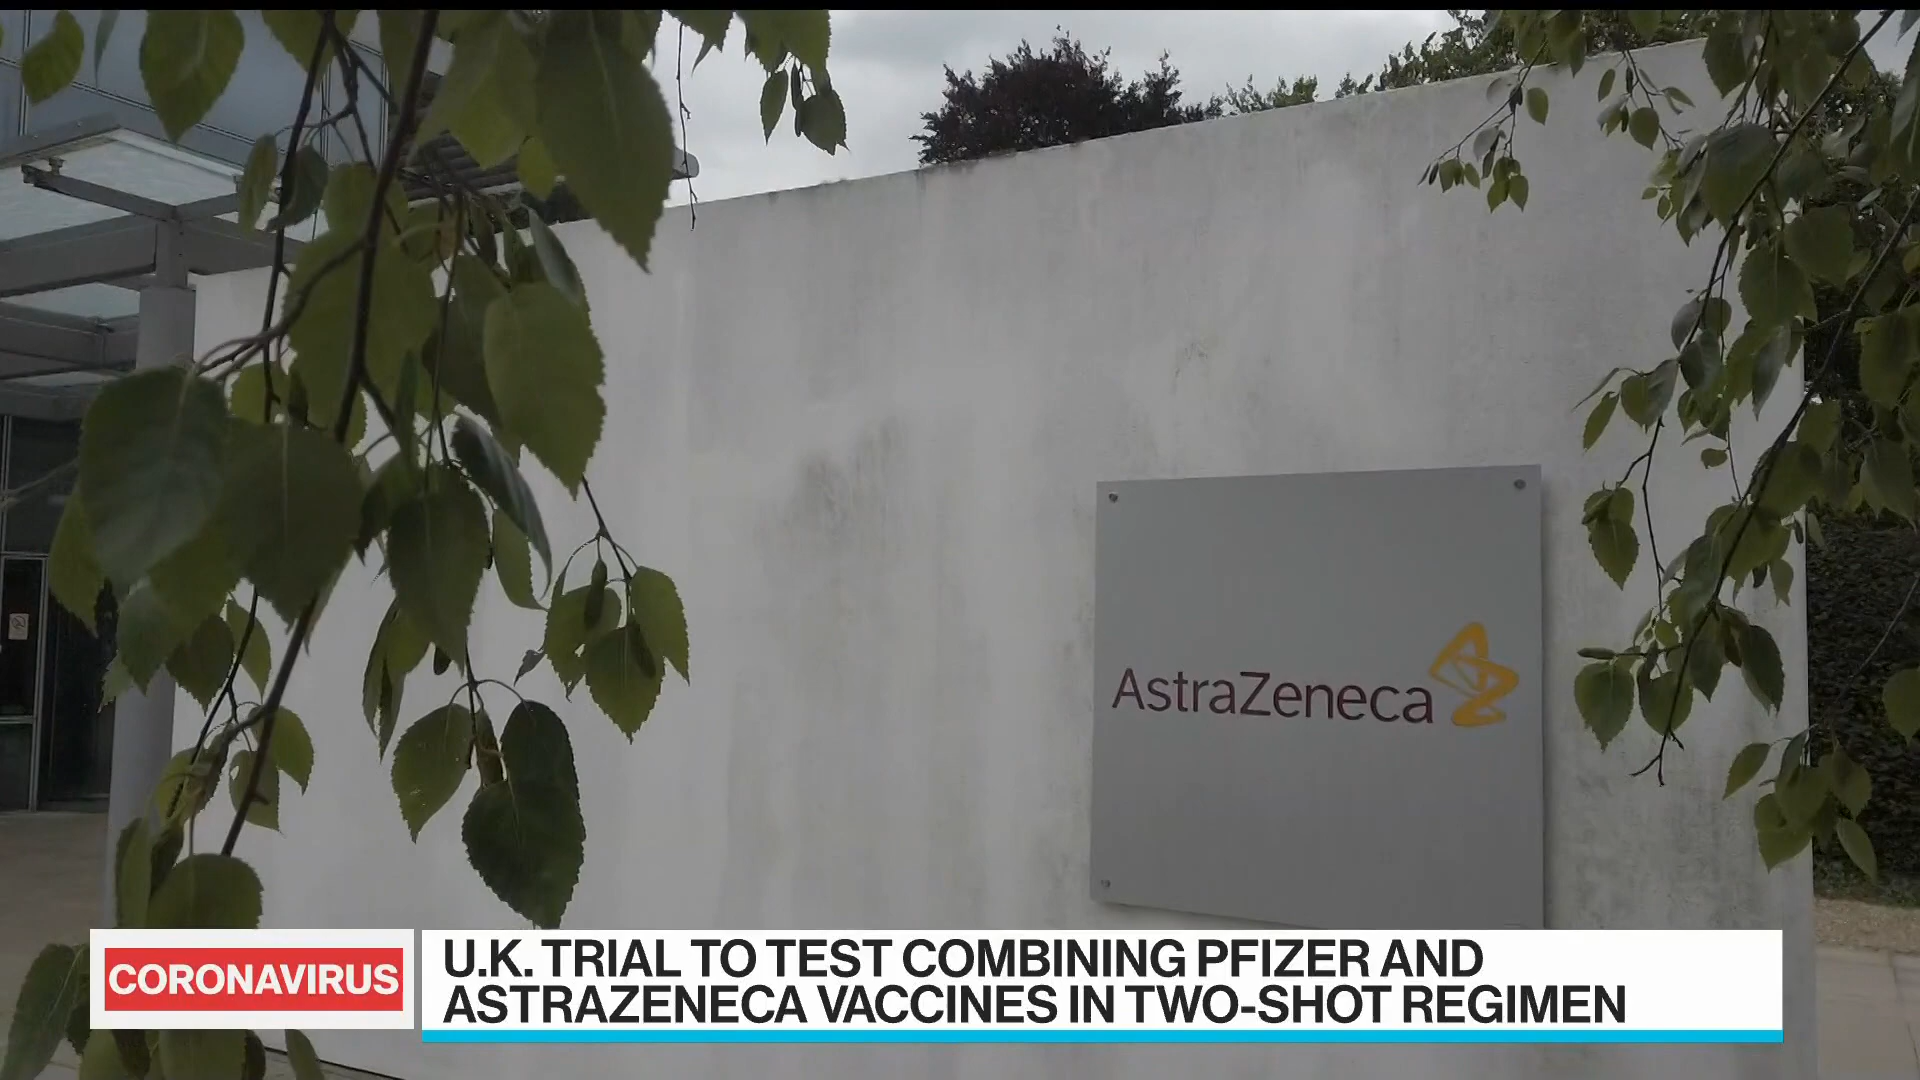 AstraZeneca
CORONAVIRUS
U.K. TRIAL TO TEST COMBINING PFIZER AND
ASTRAZENECA VACCINES IN TWO-SHOT REGIMEN